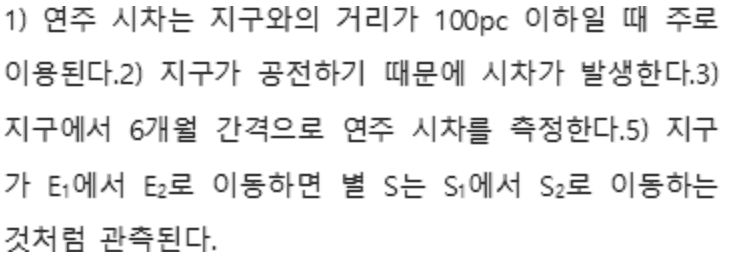 1) 연주 시차는 지구와의 거리가 100pc 이하일 때 주로
이용된다.2) 지구가 공전하기 때문에 시차가 발생한다.3)
지구에서 6개월 간격으로 연주 시차를 측정한다.5) 지구
가 E₁에서 E₂로 이동하면 별 S는 S₁에서 S₂로 이동하는
것처럼 관측된다.